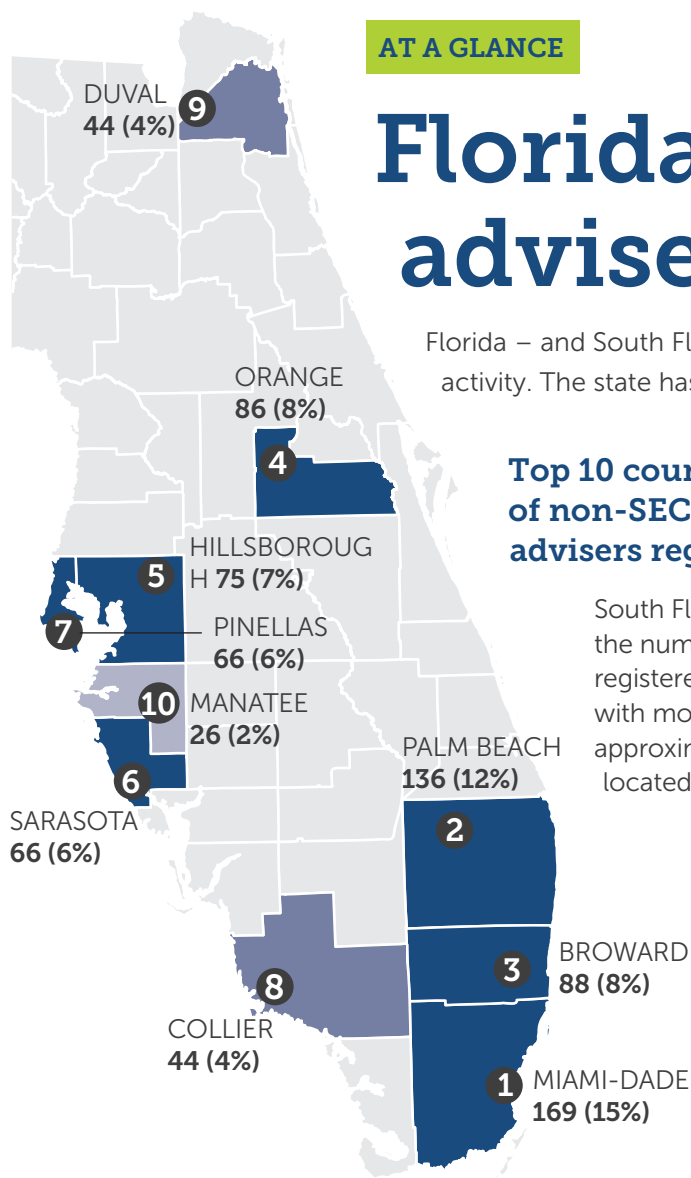 AT A GLANCE
Florida
advise
Florida – and South Fl
activity. The state has
Top 10 coun
of non-SEC
advisers reg
South Fl
the num
registere
with mo
approxin
located
DUVAL
44 (4%)
9
ORANGE
86 (8%)
4
HILLSBOROUG
H 75 (7%)
5
7
PINELLAS
66 (6%)
10
MANATEE
26 (2%)
6
SARASOTA
66 (6%)
PALM BEACH
136 (12%)
2
BROWARD
88 (8%)
3
8
COLLIER
44 (4%)
1
MIAMI-DADE
169 (15%)